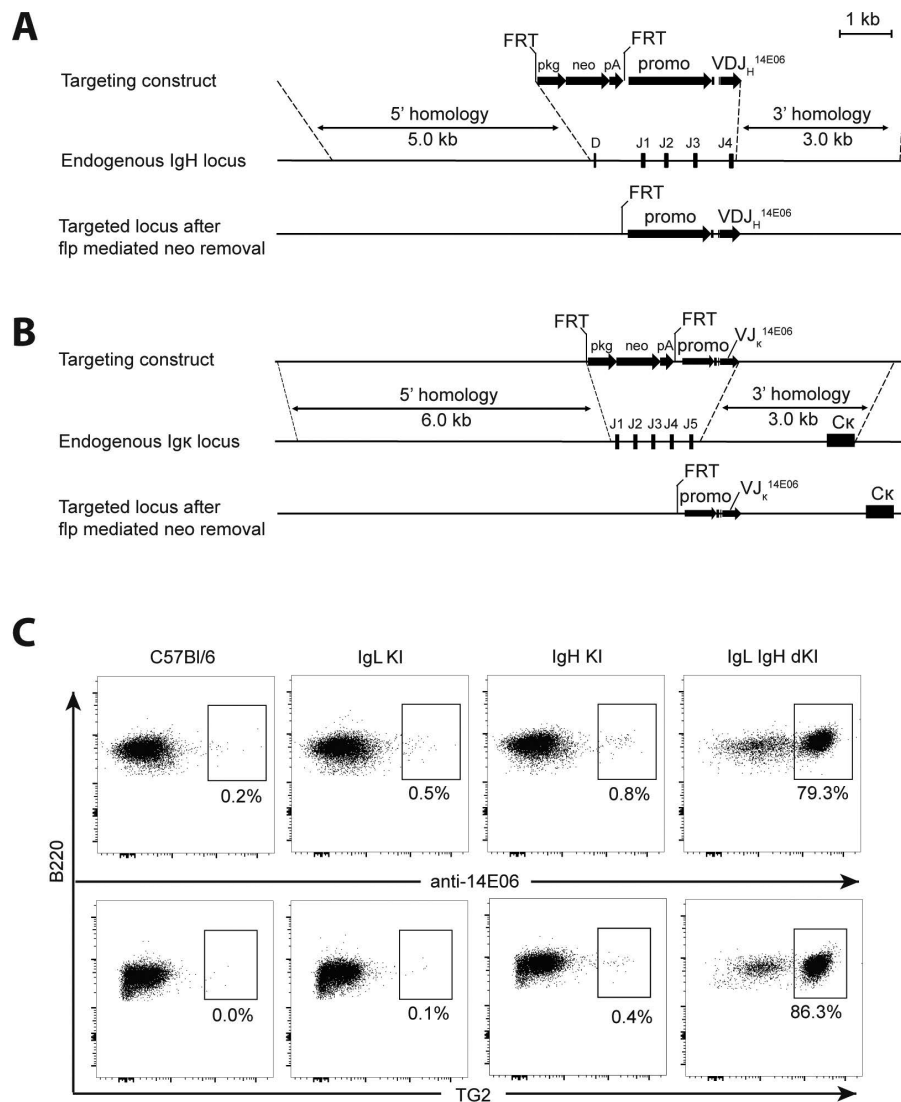 A
1 kb
FRT
FRT
pkg neo pA
promo
VDJH14E06
Targeting construct
5' homology
5.0 kb
3' homology
3.0 kb
D J1 J2 J3 J4
Endogenous IgH locus
FRT
promo
VDJH14E06
Targeted locus after
flp mediated neo removal
B
FRT
FRT
VJκ14E06
pkg neo pA
promo
Targeting construct
5' homology
6.0 kb
3' homology
3.0 kb
J1 J2 J3 J4 J5
Cκ
Endogenous Igκ locus
FRT
VJκ14E06
promo
Cκ
Targeted locus after
flp mediated neo removal
C
C57Bl/6
IgL KI
IgH KI
IgL IgH dKI
0.2%
0.5%
0.8%
79.3%
B220
anti-14E06
0.0%
0.1%
0.4%
86.3%
TG2